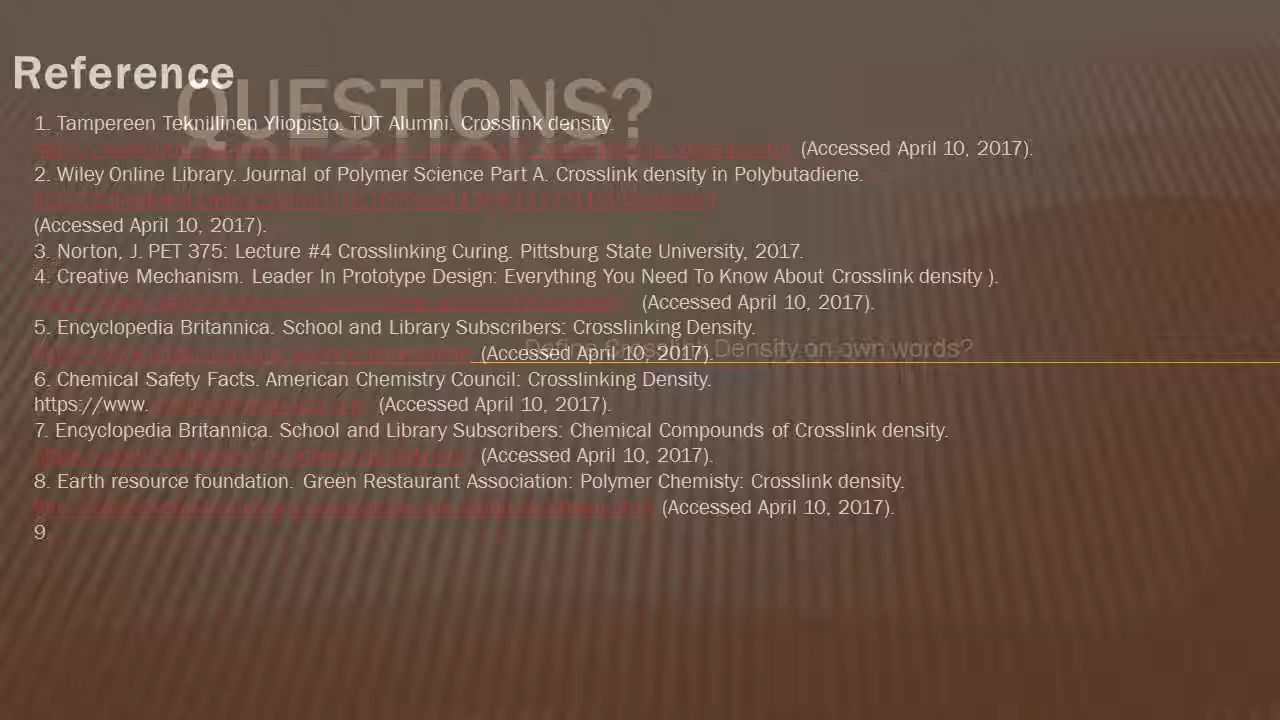 Reference
QUESTIONS?
1. Tampereen Teknillinen Yliopisto. TUT Alumni. Crosslink density.
(Accessed April 10, 2017).
2. Wiley Online Library. Journal of Polymer Science Part A. Crosslink density in Polybutadiene.
(Accessed April 10, 2017).
3. Norton, J. PET 375: Lecture #4 Crosslinking Curing. Pittsburg State University, 2017.
4. Creative Mechanism. Leader In Prototype Design: Everything You Need To Know About Crosslink density ).
(Accessed April 10, 2017).
5. Encyclopedia Britannica. School and Library Subscribers: Crosslinking Density.
(Accessed April 10, 2017).
Define Crosslink Density on own words?
6. Chemical Safety Facts. American Chemistry Council: Crosslinking Density.
https://www. (Accessed April 10, 2017).
7. Encyclopedia Britannica. School and Library Subscribers: Chemical Compounds of Crosslink density.
(Accessed April 10, 2017).
8. Earth resource foundation. Green Restaurant Association: Polymer Chemisty: Crosslink density.
(Accessed April 10, 2017).
9